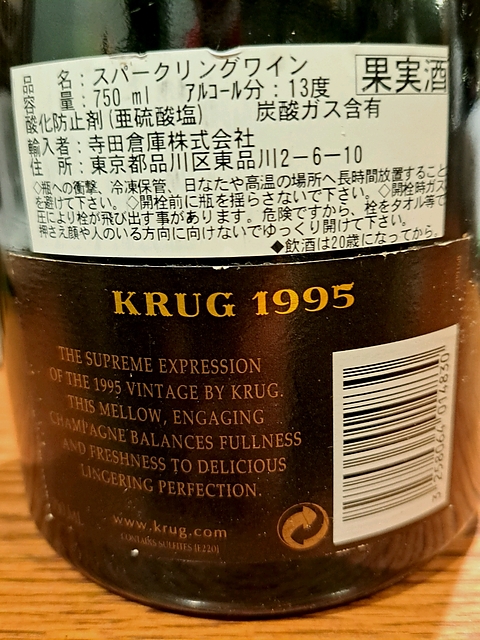 品 名：スパークリングワイン
果実酒
容 量：750 ml アルコール分：13度
酸化防止剤(亜硫酸塩) 炭酸ガス含有
輸入者：寺田倉庫株式会社
住 所：東京都品川区東品川2－6－10
◇瓶への衝撃、冷凍保管、日なたや高温の場所へ長時間放置すること
を避けて下さい。◇開栓前に瓶を揺らさないで下さい。◇開栓時ガス
圧により栓が飛び出す事があります。危険ですから、栓をタオル等で
押さえ顔や人のいる方向に向けないでゆっくり開けて下さい。
◆飲酒は20歳になってから。
KRUG 1995
THE SUPREME EXPRESSION
OF THE 1995 VINTAGE BY KRUG.
THIS MELLOW, ENGAGING
CHAMPAGNE BALANCES FULLNESS
AND FRESHNESS TO DELICIOUS
LINGERING PERFECTION.
www.krug.com
CONTAINS SULFITES (E220)
3 258064 014830